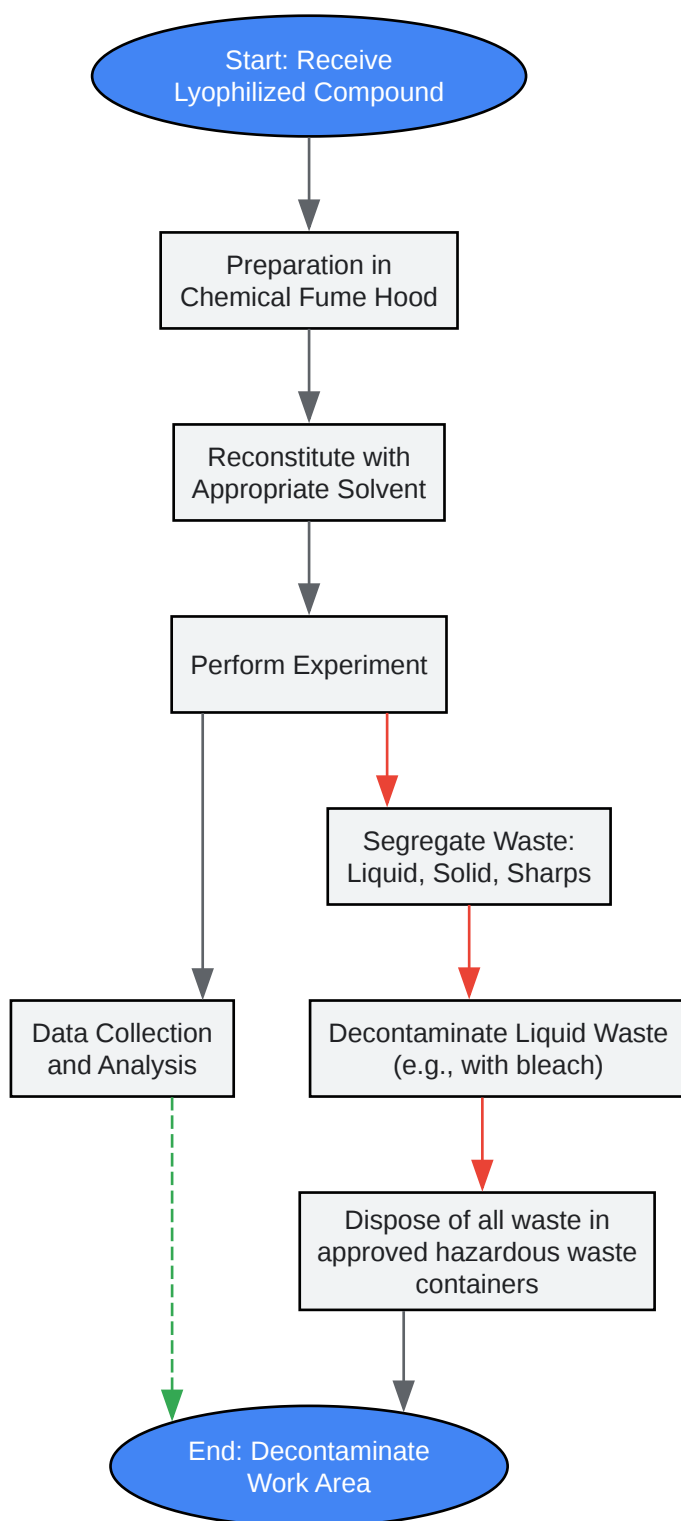 Start: Receive
Lyophilized Compound
Preparation in
Chemical Fume Hood
Reconstitute with
Appropriate Solvent
Perform Experiment
Segregate Waste:
Liquid, Solid, Sharps
Data Collection
and Analysis
Decontaminate Liquid Waste
(e.g., with bleach)
Dispose of all waste in
approved hazardous waste
containers
End: Decontaminate
Work Area